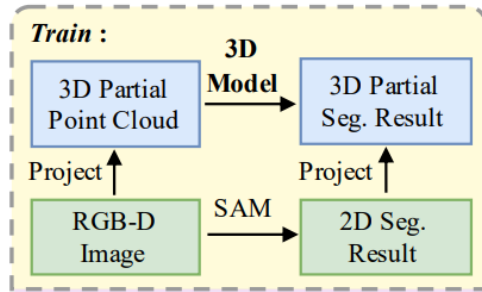 Train :
3D
Model
3D Partial
Point Cloud
3D Partial
Seg. Result
Project
Project
SAM
RGB-D
Image
2D Seg.
Result